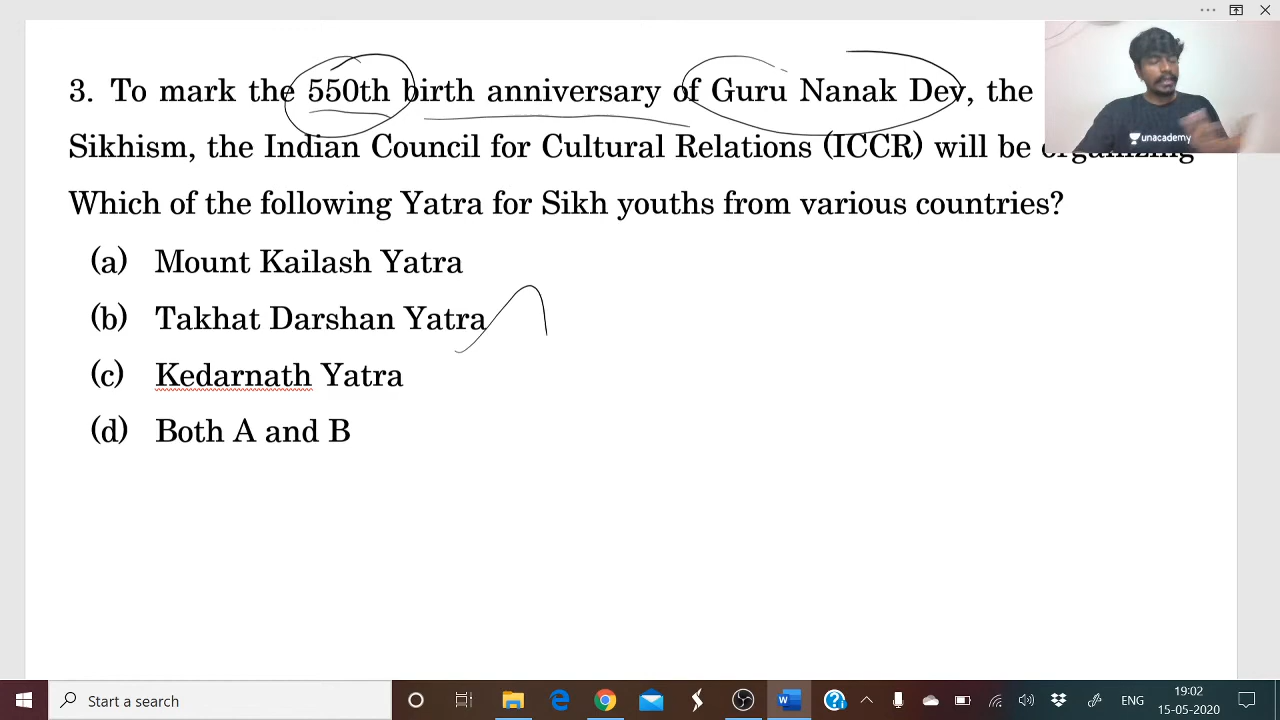 3. To mark the 550th birth anniversary of Guru Nanak Dev, the
unacademy
Sikhism, the Indian Council for Cultural Relations (ICCR) will be organizing
Which of the following Yatra for Sikh youths from various countries?
(a) Mount Kailash Yatra
(b) Takhat Darshan Yatra
(c) Kedarnath Yatra
(d) Both A and B
Start a search
ENG
19:02
15-05-2020